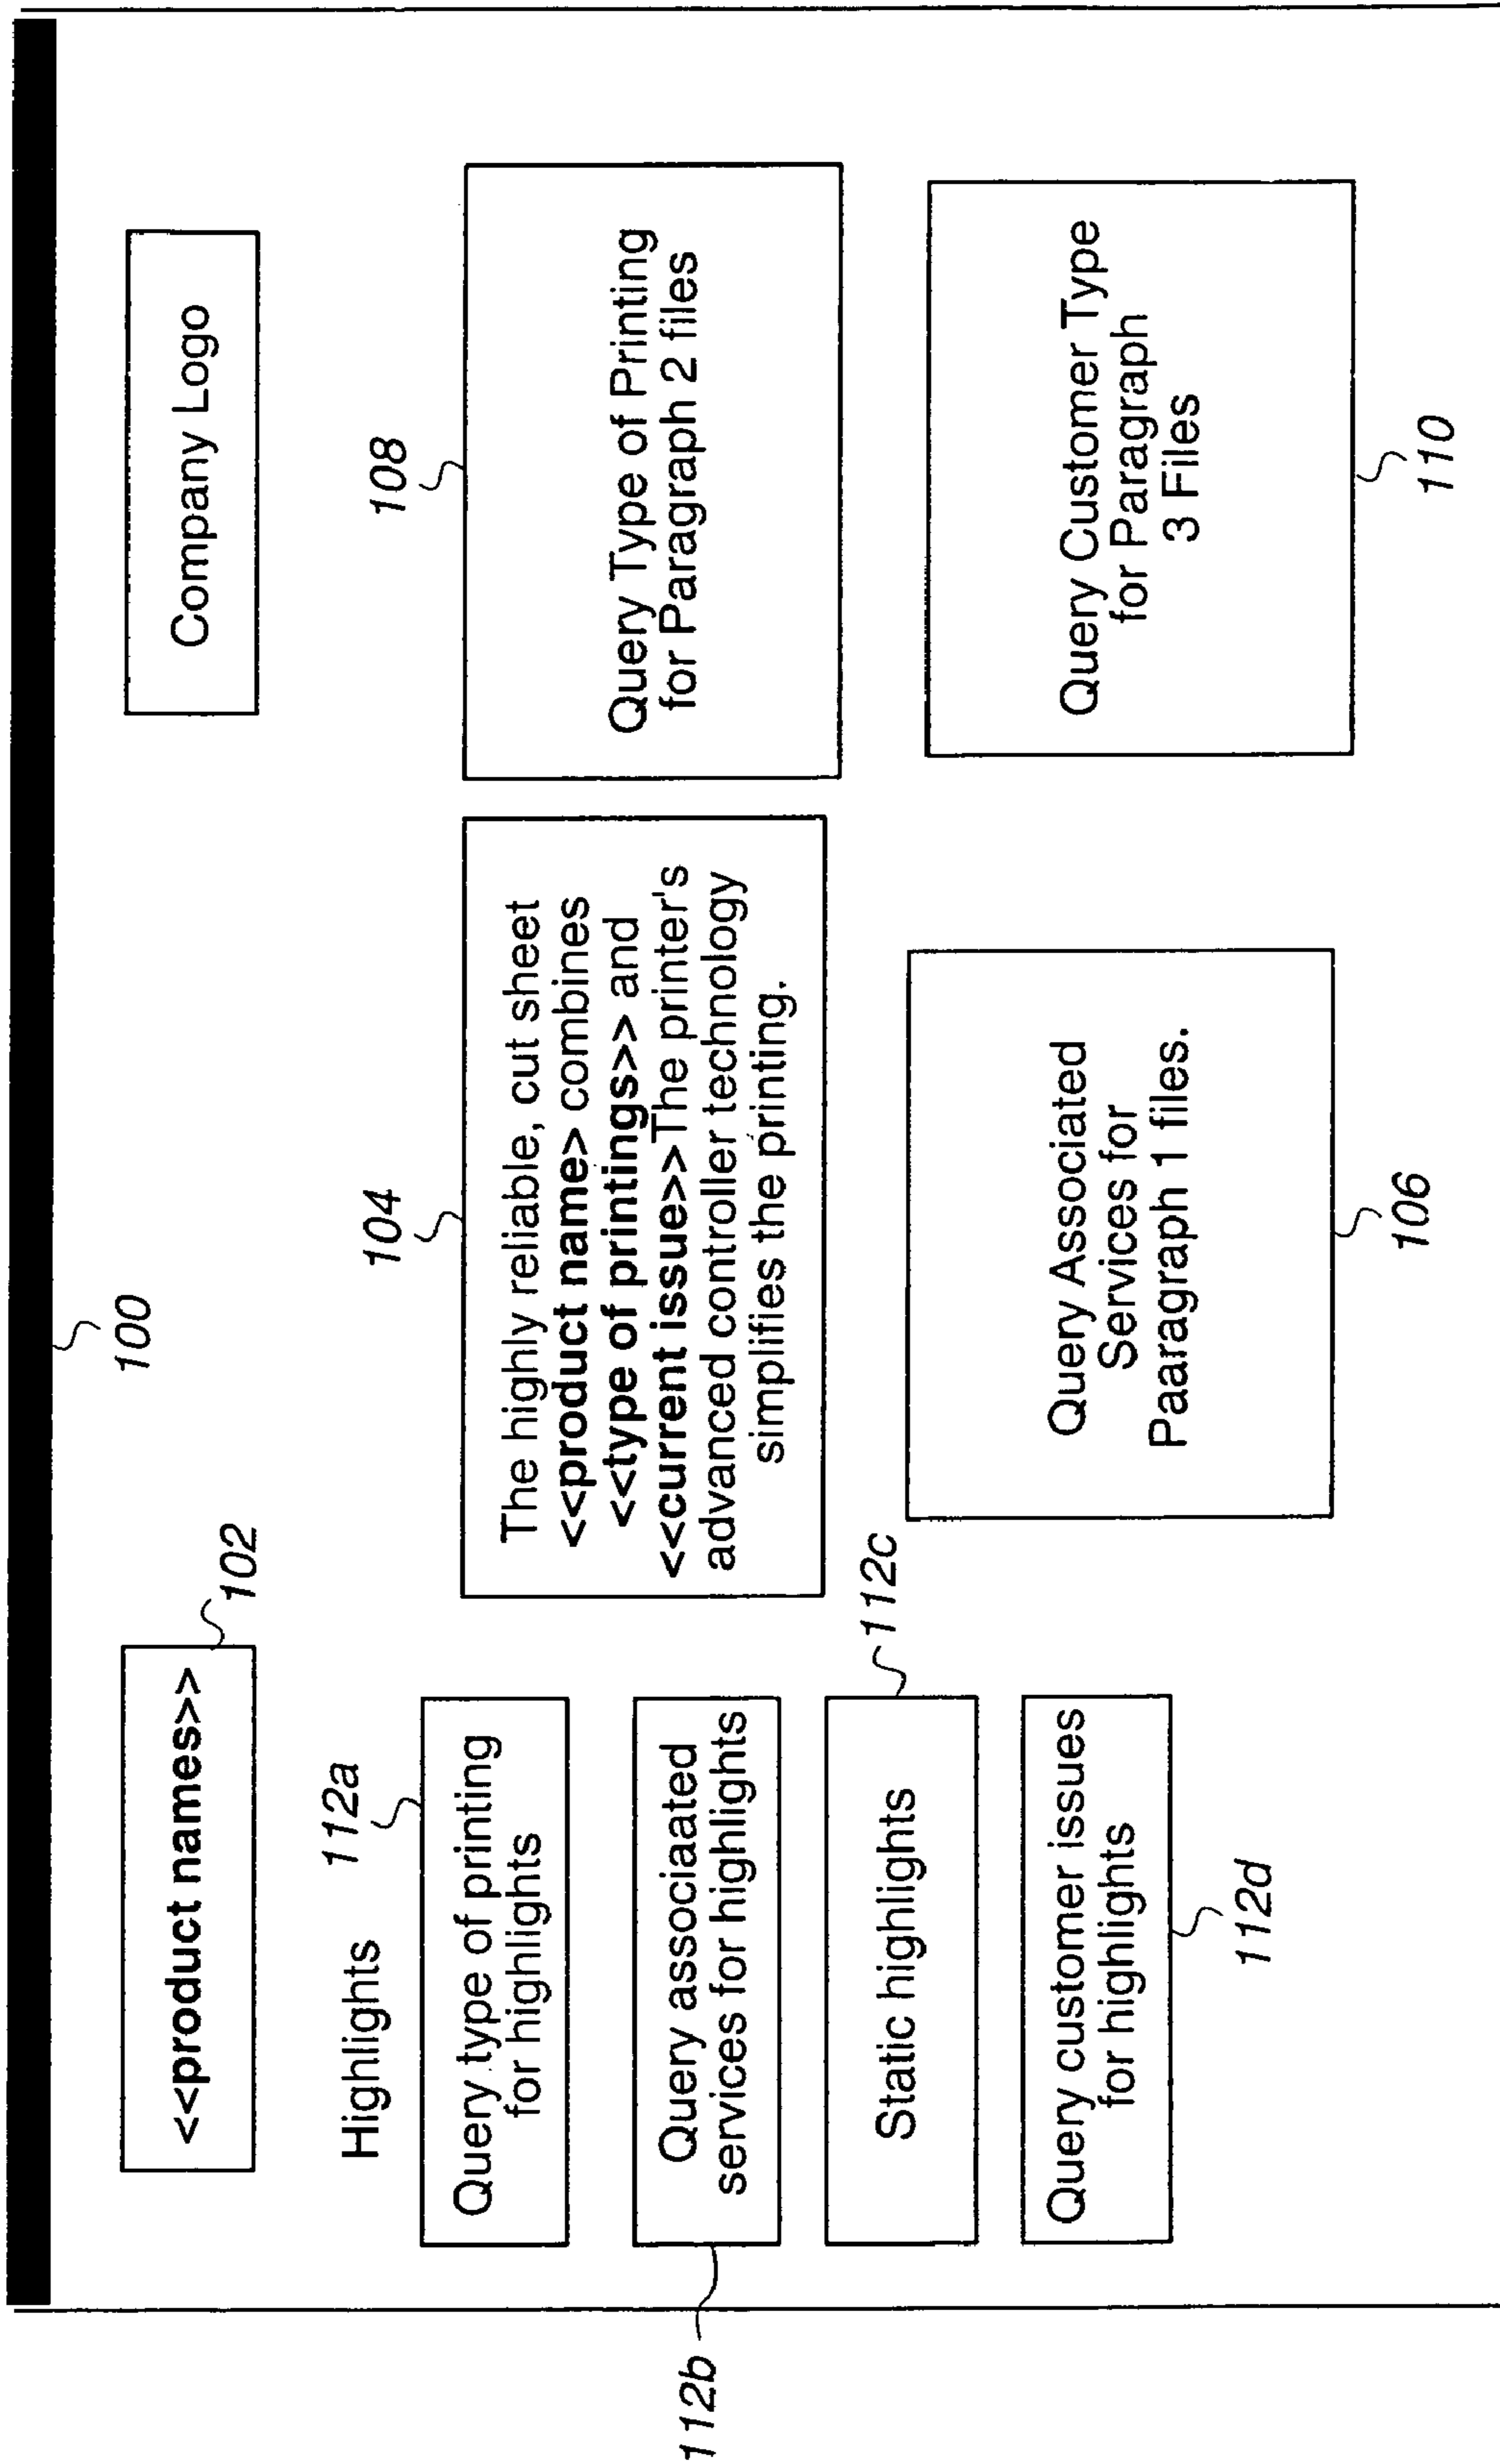 100
<<product names>>
102
Company Logo
Highlights
112a
Query type of printing
for highlights
112b
Query associaated
services for highlights
112c
Static highlights
Query customer issues
for highlights
112d
104
The highly reliable, cut sheet
<<product name> combines
<<type of printings>> and
<<current issue>>The printer's
advanced controller technology
simplifies the printing.
Query Associated
Services for
Paaragraph 1 files.
106
108
Query Type of Printing
for Paragraph 2 files
Query Customer Type
for Paragraph
3 Files
110